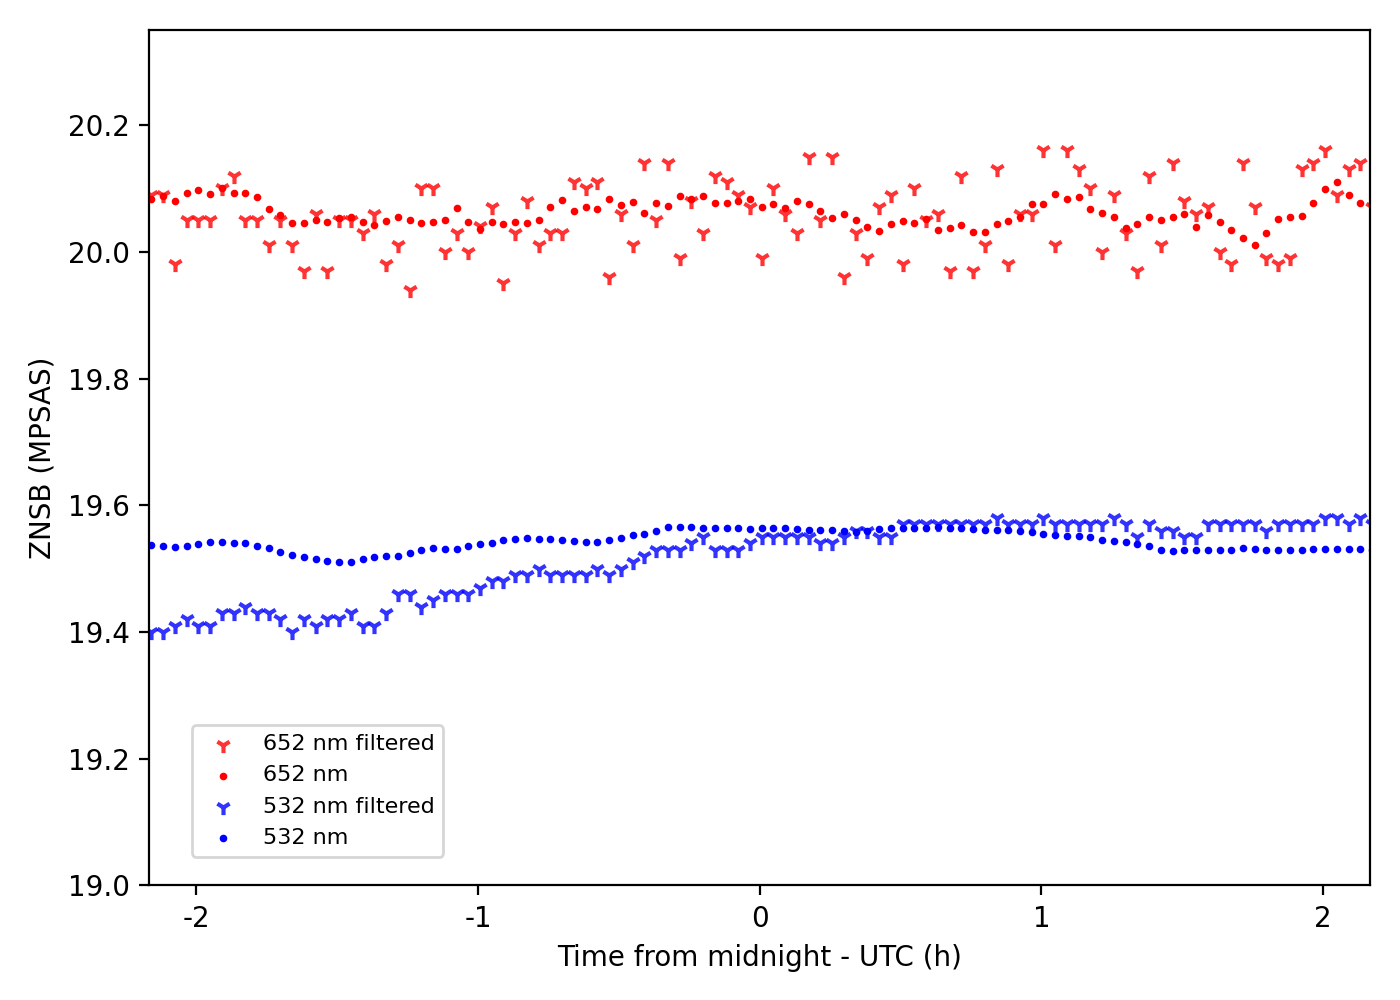 20.2
20.0
19.8
19.6
19.4
19.2
19.0
ZNSB (MPSAS)
652 nm filtered
652 nm
532 nm filtered
532 nm
-2 -1 0 1 2
Time from midnight - UTC (h)